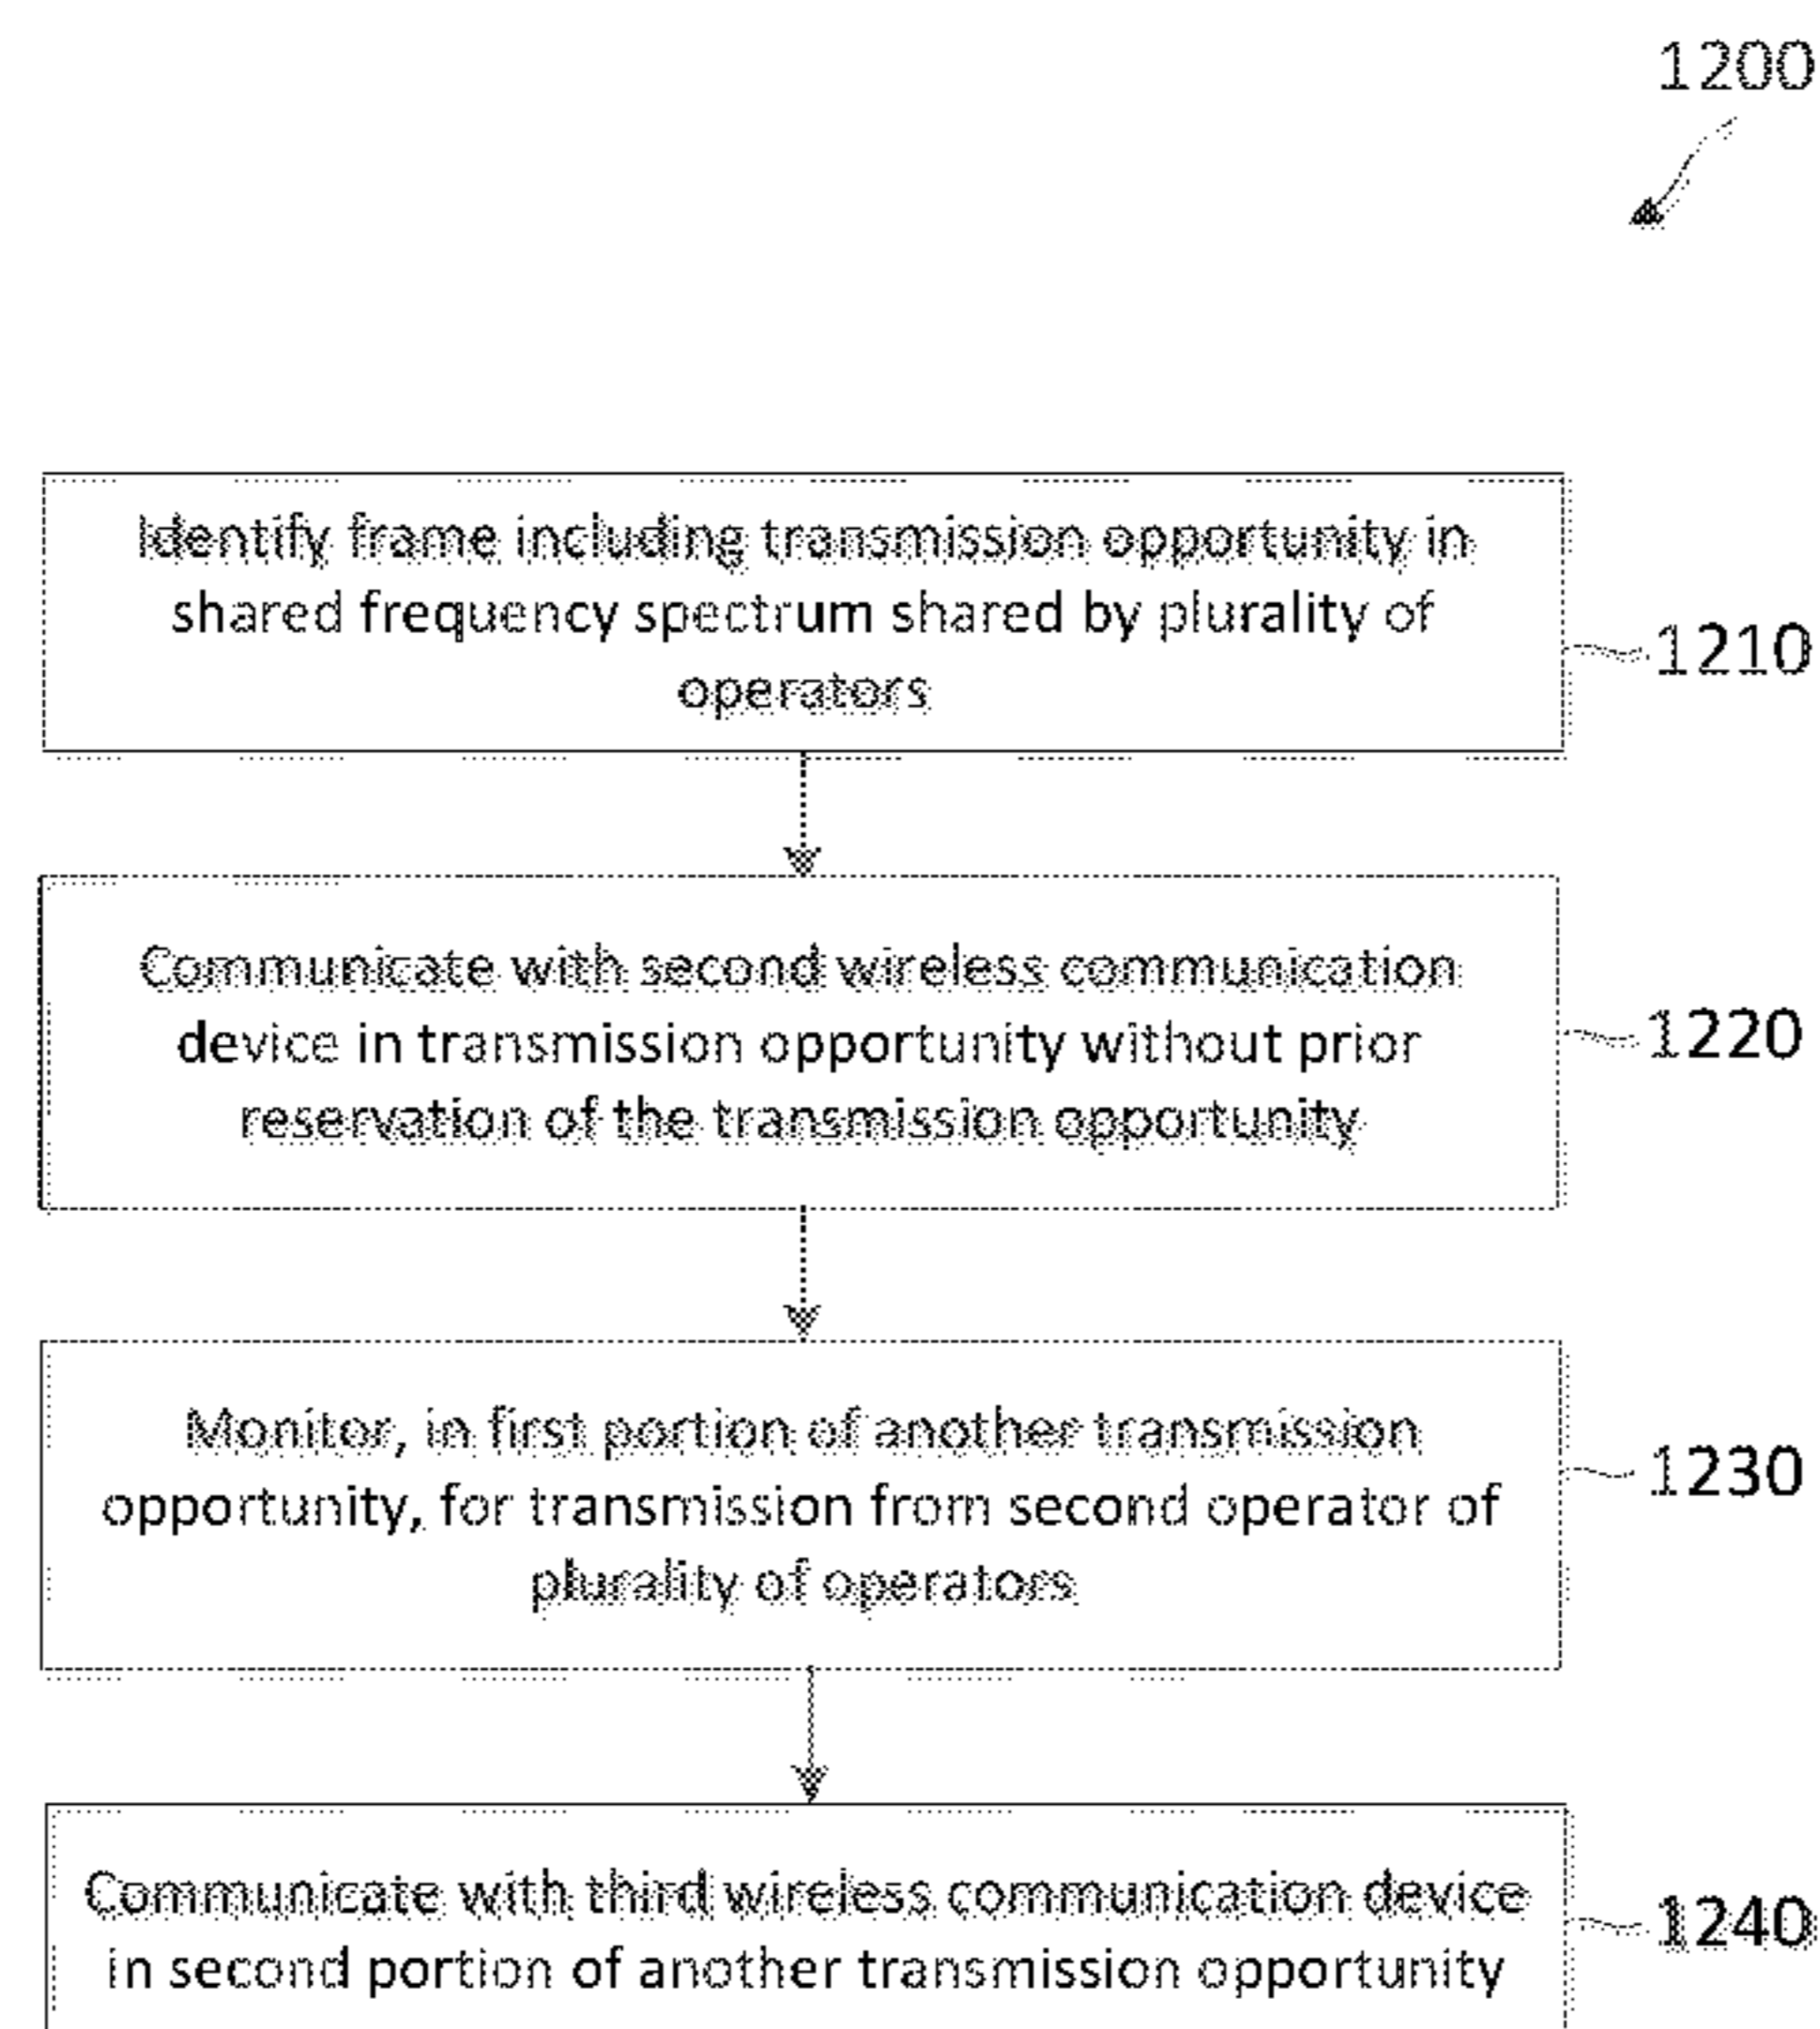 1200
Identify frame including transmission opportunity in
shared frequency spectrum shared by plurality of
operators
1210
Communicate with second wireless communication
device in transmission opportunity without prior
reservation of the transmission opportunity
1220
Monitor, in first portion of another transmission
opportunity, for transmission from second operator of
plurality of operators
1230
Communicate with third wireless communication device
in second portion of another transmission opportunity
1240